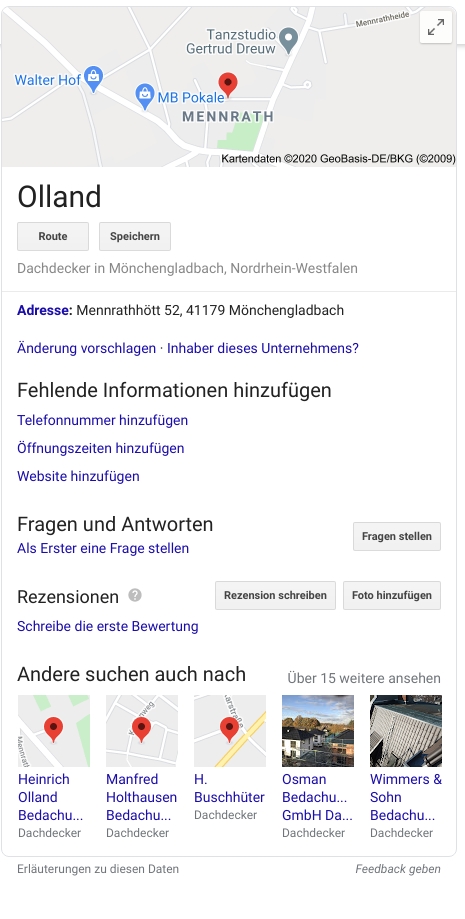 Mennrathheide
Tanzstudio
Gertrud Dreuw
Walter Hof
MB Pokale
MENNRATH
Kartendaten ©2020 GeoBasis-DE/BKG (©2009)
Olland
Route Speichern
Dachdecker in Mönchengladbach, Nordrhein-Westfalen
Adresse: Mennrathhött 52, 41179 Mönchengladbach
Änderung vorschlagen · Inhaber dieses Unternehmens?
Fehlende Informationen hinzufügen
Telefonnummer hinzufügen
Öffnungszeiten hinzufügen
Website hinzufügen
Fragen und Antworten
Als Erster eine Frage stellen
Fragen stellen
Rezensionen ?
Rezension schreiben Foto hinzufügen
Schreibe die erste Bewertung
Andere suchen auch nach
Über 15 weitere ansehen
Heinrich
Olland
Bedachu...
Dachdecker
Manfred
Holthausen
Bedachu...
Dachdecker
H.
Buschhüter
Dachdecker
Osman
Bedachu...
GmbH Da...
Dachdecker
Wimmers &
Sohn
Bedachu...
Dachdecker
Erläuterungen zu diesen Daten
Feedback geben